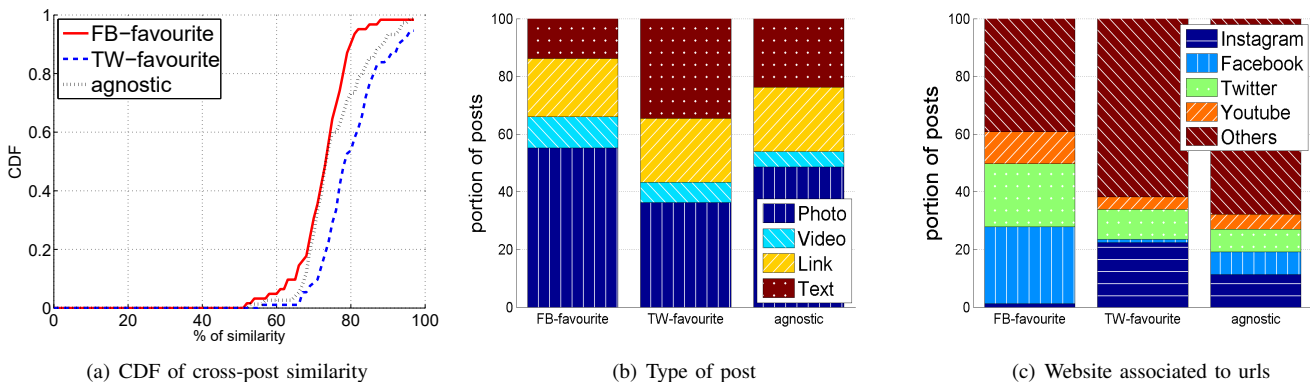 1
0.8
0.6
0.4
0.2
0
CDF
FB-favourite
TW-favourite
agnostic
0 20 40 60 80 100
% of similarity
(a) CDF of cross-post similarity
100
80
60
40
20
0
portion of posts
Photo
Video
Link
Text
FB-favourite TW-favourite agnostic
(b) Type of post
100
80
60
40
20
0
portion of posts
Instagram
Facebook
Twitter
Youtube
Others
FB-favourite TW-favourite agnostic
(c) Website associated to urls